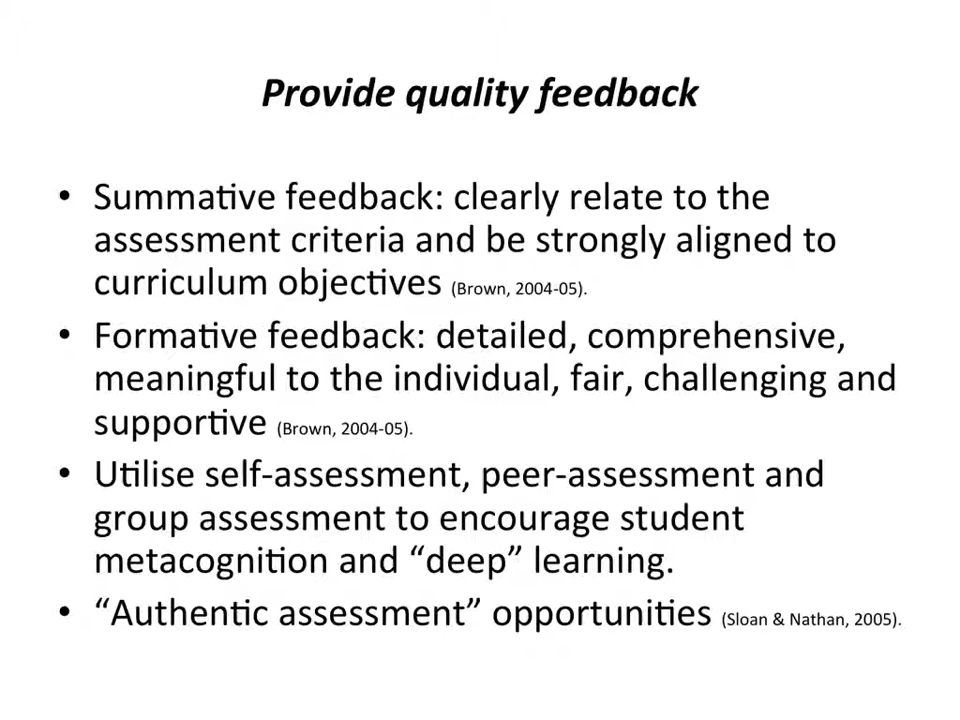 Provide quality feedback
• Summative feedback: clearly relate to the
assessment criteria and be strongly aligned to
curriculum objectives (Brown, 2004-05).
• Formative feedback: detailed, comprehensive,
meaningful to the individual, fair, challenging and
supportive (Brown, 2004-05).
• Utilise self-assessment, peer-assessment and
group assessment to encourage student
metacognition and “deep” learning.
• “Authentic assessment” opportunities (Sloan & Nathan, 2005).